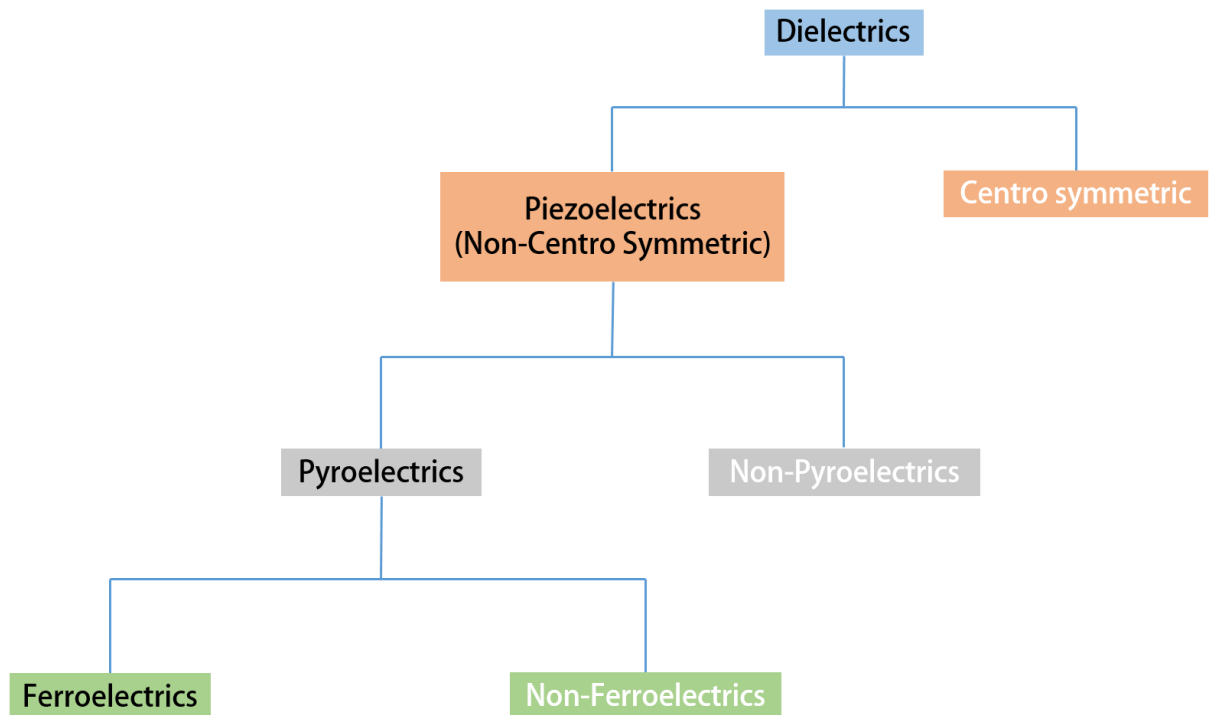 Dielectrics
Piezoelectrics
(Non-Centro Symmetric)
Centro symmetric
Pyroelectrics
Non-Pyroelectrics
Ferroelectrics
Non-Ferroelectrics